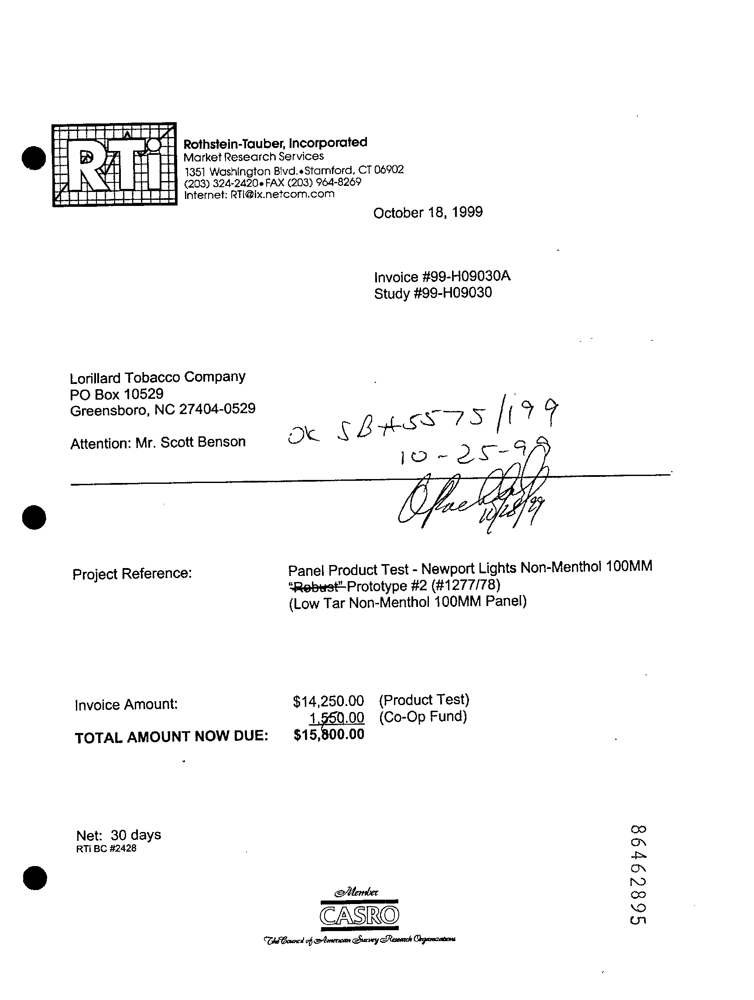 RTi
Rothstein-Tauber, Incorporated
Market Research Services
1351 Washington Blvd.•Stamford, CT 06902
(203) 324-2420•FAX (203) 964-8269
Internet: RTi@ix.netcom.com
October 18, 1999
Invoice #99-H09030A
Study #99-H09030
Lorillard Tobacco Company
PO Box 10529
Greensboro, NC 27404-0529
Attention: Mr. Scott Benson
OK SB #5575/199
10-25-99
Project Reference:
Panel Product Test - Newport Lights Non-Menthol 100MM
"Robust" Prototype #2 (#1277/78)
(Low Tar Non-Menthol 100MM Panel)
Invoice Amount:
$14,250.00 (Product Test)
1,550.00 (Co-Op Fund)
TOTAL AMOUNT NOW DUE: $15,800.00
Net: 30 days
RTi BC #2428
86462895
Member
CASRO
The Council of American Survey Research Organizations